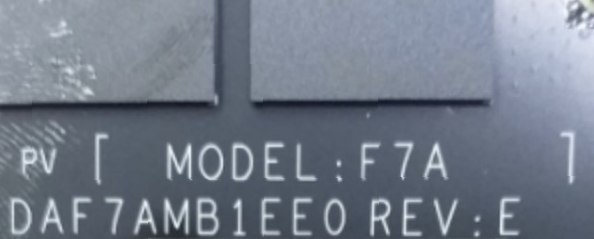 PV [ MODEL:F7A ]
DAF7AMB1EE0 REV:E